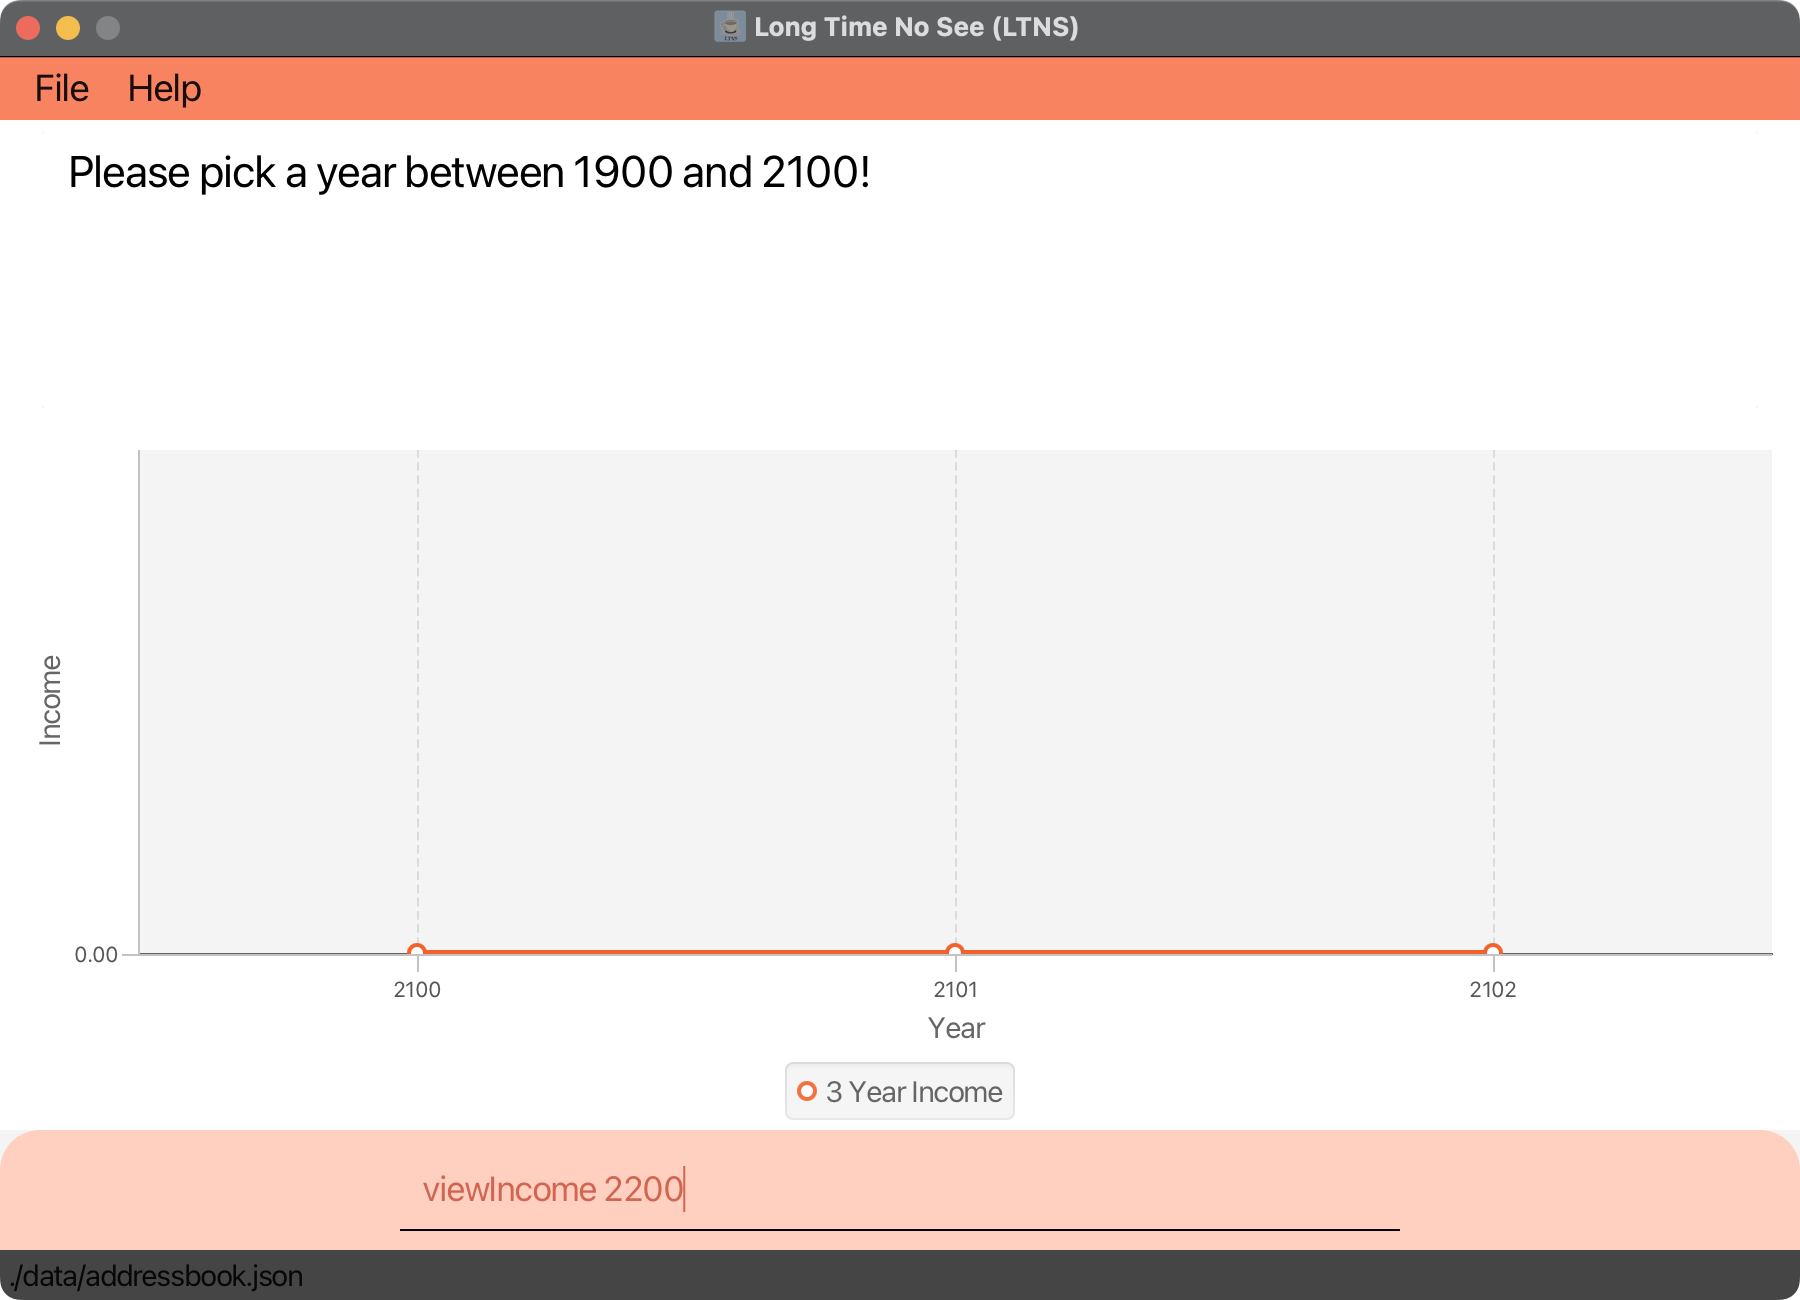 Long Time No See (LTNS)
File Help
Please pick a year between 1900 and 2100!
Income
0.00
2100 2101 2102
Year
3 Year Income
viewIncome 2200
./data/addressbook.json